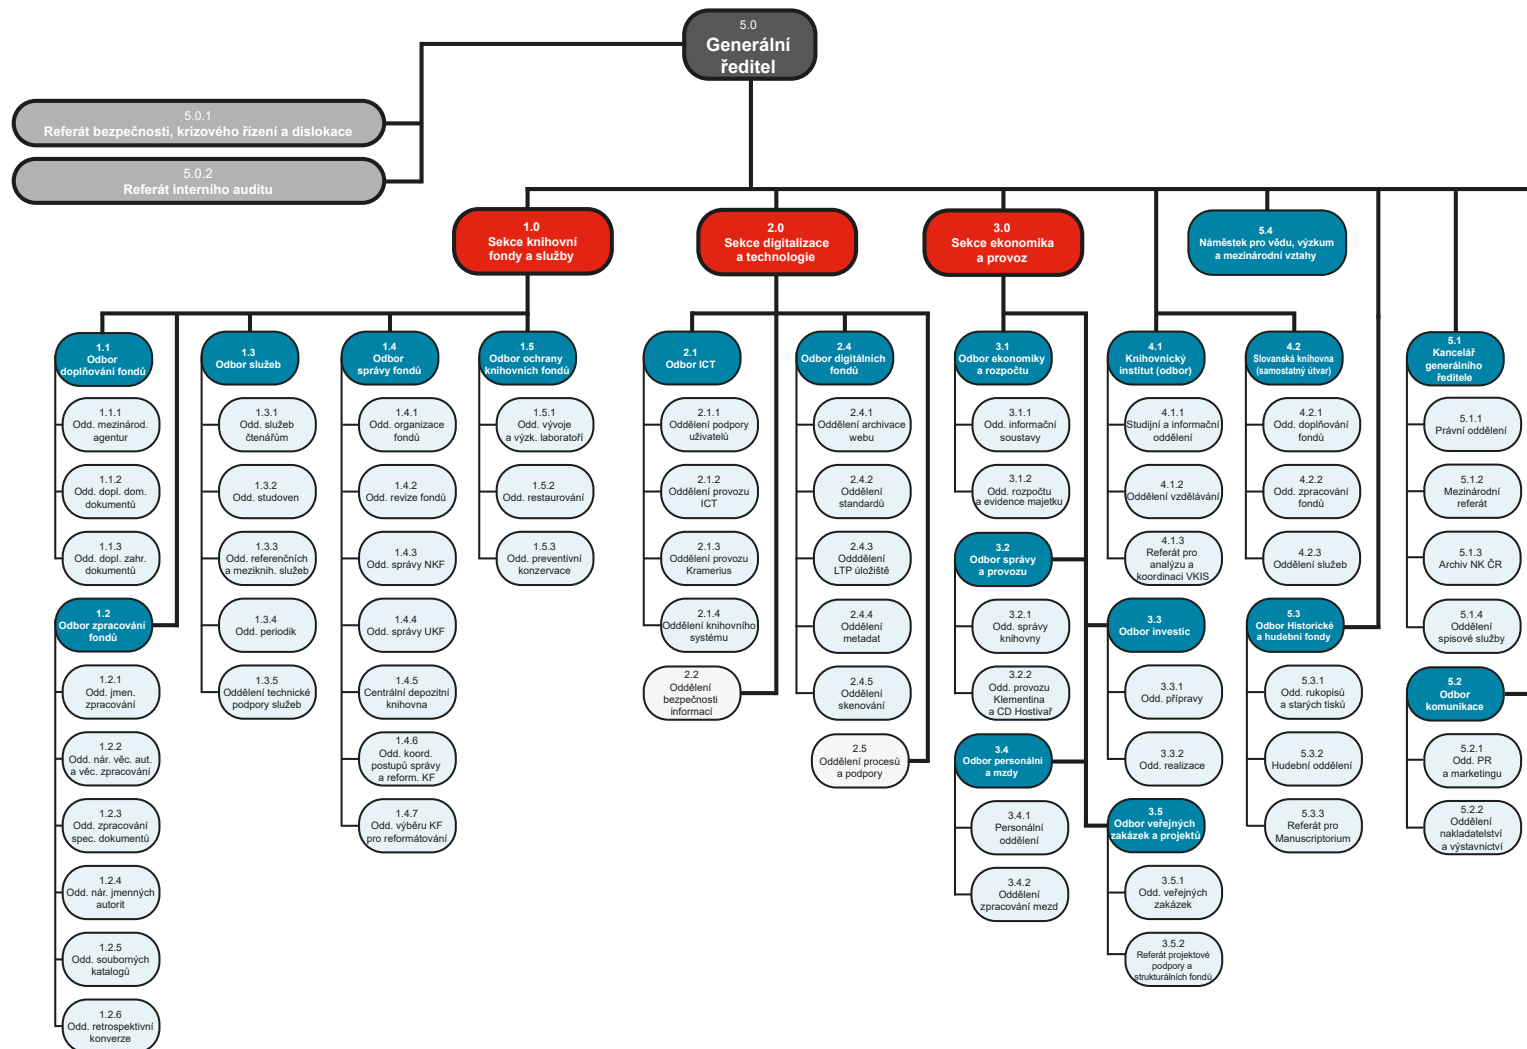 5.0
Generální
ředitel
5.0.1
Referát bezpečnosti, krizového řízení a dislokace
5.0.2
Referát interního auditu
1.0
Sekce knihovní
fondy a služby
2.0
Sekce digitalizace
a technologie
3.0
Sekce ekonomika
a provoz
5.4
Náměstek pro vědu, výzkum
a mezinárodní vztahy
1.1
Odbor
doplňování fondů
1.1.1
Odd. mezinárod.
agentur
1.1.2
Odd. dopl. dom.
dokumentů
1.1.3
Odd. dopl. zahr.
dokumentů
1.2
Odbor zpracování
fondů
1.2.1
Odd. jmen.
zpracování
1.2.2
Odd. nár. věc. aut.
a věc. zpracování
1.2.3
Odd. zpracování
spec. dokumentů
1.2.4
Odd. nár. jmenných
autorit
1.2.5
Odd. souborných
katalogů
1.2.6
Odd. retrospektivní
konverze
1.3
Odbor služeb
1.3.1
Odd. služeb
čtenářům
1.3.2
Odd. studoven
1.3.3
Odd. referenčních
a mezikni. služeb
1.3.4
Odd. periodik
1.3.5
Oddělení technické
podpory služeb
1.4
Odbor
správy fondů
1.4.1
Odd. organizace
fondů
1.4.2
Odd. revize fondů
1.4.3
Odd. správy NKF
1.4.4
Odd. správy UKF
1.4.5
Centrální depozitní
knihovna
1.4.6
Odd. koord.
postupů správy
a reform. KF
1.4.7
Odd. výběru KF
pro reformátování
1.5
Odbor ochrany
knihovních fondů
1.5.1
Odd. vývoje
a výzk. laboratoří
1.5.2
Odd. restaurování
1.5.3
Odd. preventivní
konzervace
2.1
Odbor ICT
2.1.1
Oddělení podpory
uživatelů
2.1.2
Oddělení provozu
ICT
2.1.3
Oddělení provozu
Kramerius
2.1.4
Oddělení knihovního
systému
2.2
Oddělení
bezpečnosti
informací
2.4
Odbor digitálních
fondů
2.4.1
Oddělení archivace
webu
2.4.2
Oddělení
standardů
2.4.3
Odddělení
LTP úložiště
2.4.4
Oddělení
metadat
2.4.5
Oddělení
skenování
2.5
Oddělení procesů
a podpory
3.1
Odbor ekonomiky
a rozpočtu
3.1.1
Odd. informační
soustavy
3.1.2
Odd. rozpočtu
a evidence majetku
3.2
Odbor správy
a provozu
3.2.1
Odd. správy
knihovny
3.2.2
Odd. provozu
Klementina
a CD Hostivař
3.4
Odbor personální
a mzdy
3.4.1
Personální
oddělení
3.4.2
Oddělení
zpracování mezd
4.1
Knihovnický
institut (odbor)
4.1.1
Studijní a informační
oddělení
4.1.2
Oddělení vzdělávání
4.1.3
Referát pro
analýzu a
koordinaci VKIS
3.3
Odbor investic
3.3.1
Odd. přípravy
3.3.2
Odd. realizace
3.5
Odbor veřejných
zakázek a projektů
3.5.1
Odd. veřejných
zakázek
3.5.2
Referát projektové
podpory a
strukturálních fondů
4.2
Slovanská knihovna
(samostatný útvar)
4.2.1
Odd. doplňování
fondů
4.2.2
Odd. zpracování
fondů
4.2.3
Oddělení služeb
5.3
Odbor Historické
a hudební fondy
5.3.1
Odd. rukopisů
a starých tisků
5.3.2
Hudební oddělení
5.3.3
Referát pro
Manuscriptorium
5.1
Kancelář
generálního
ředitele
5.1.1
Právní oddělení
5.1.2
Mezinárodní
referát
5.1.3
Archiv NK ČR
5.1.4
Oddělení
spisové služby
5.2
Odbor
komunikace
5.2.1
Odd. PR
a marketingu
5.2.2
Oddělení
nakladatelství
a výstavnictví